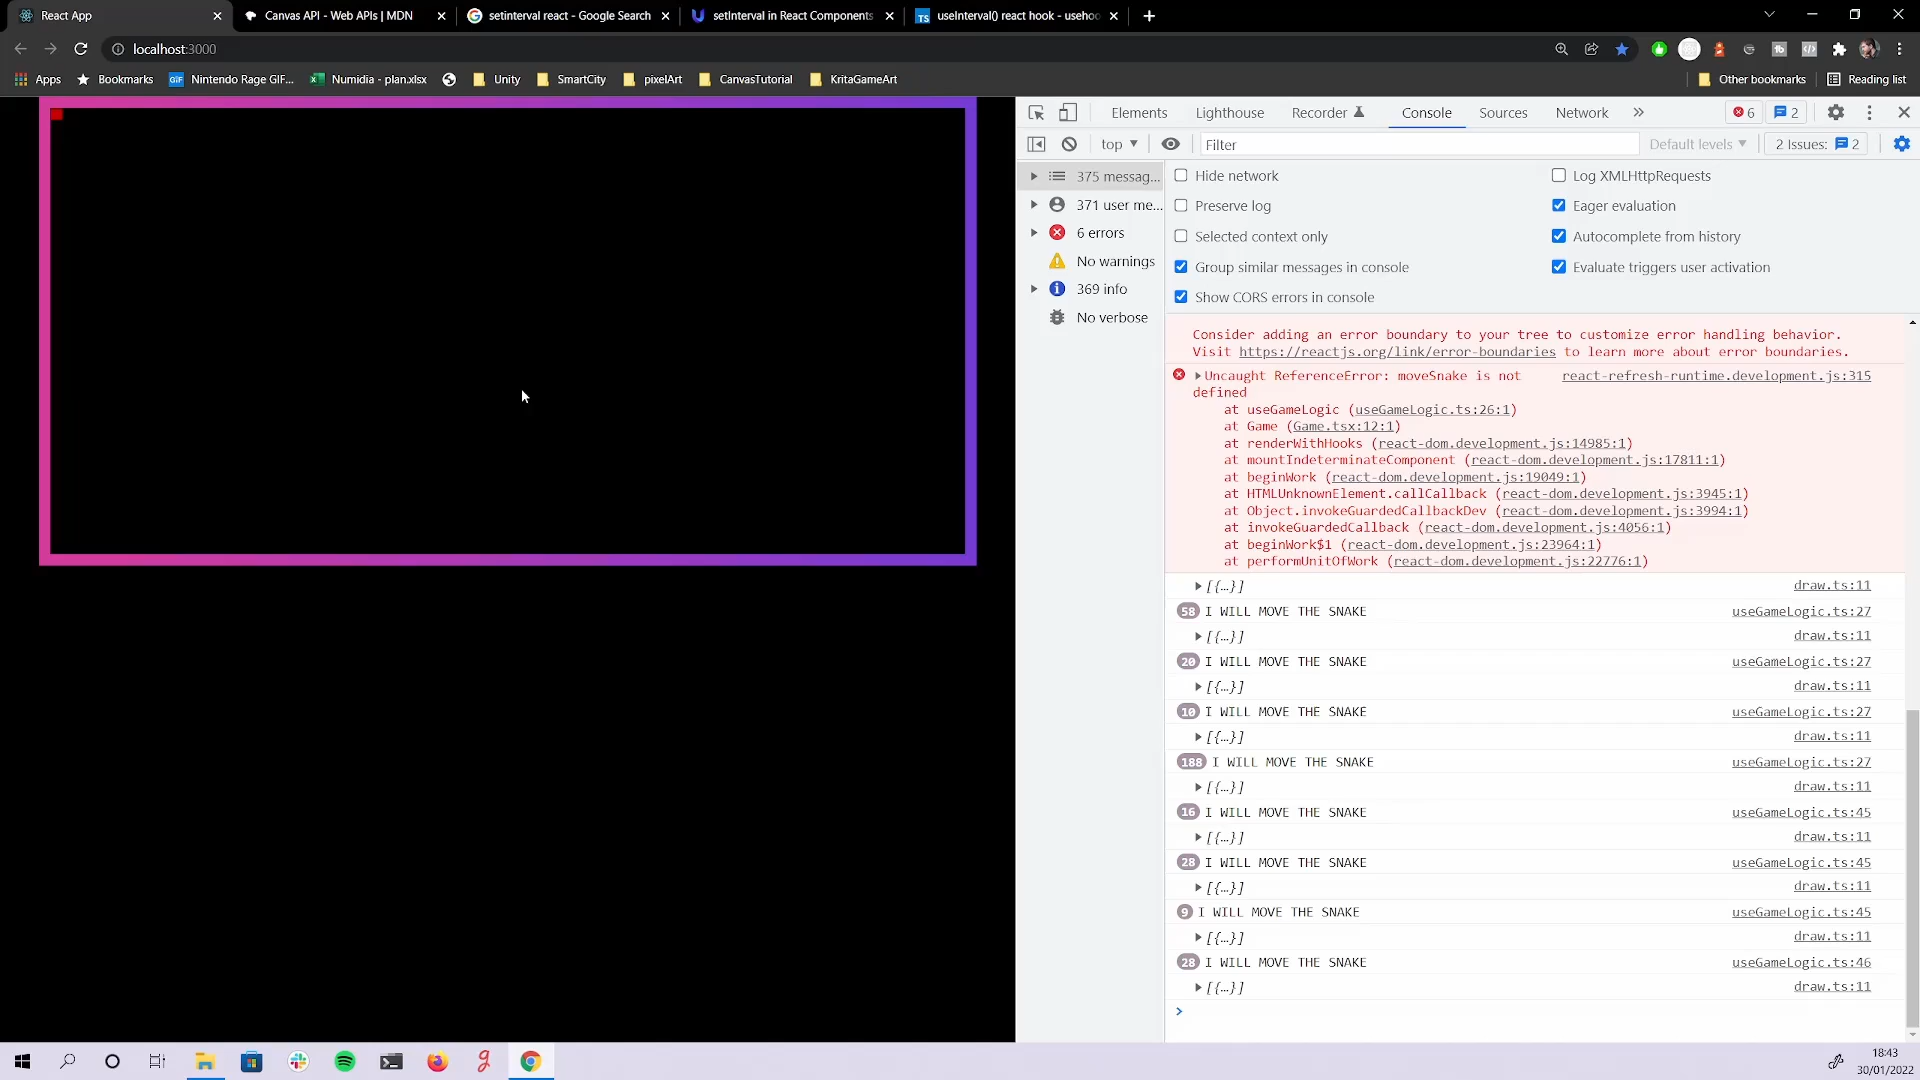 React App
Canvas API - Web APIs | MDN
setinterval react - Google Search
setInterval in React Components
TS
useInterval() react hook - usehoo
localhost:3000
Apps
Bookmarks
GIF
Nintendo Rage GIF...
Numidia - plan.xlsx
Unity
SmartCity
pixelArt
CanvasTutorial
KritaGameArt
Other bookmarks
Reading list
Elements
Lighthouse
Recorder
Console
Sources
Network
6
2
top
Filter
Default levels
2 Issues:
2
375 messag...
371 user me...
6 errors
No warnings
369 info
No verbose
Hide network
Log XMLHttpRequests
Preserve log
Eager evaluation
Selected context only
Autocomplete from history
Group similar messages in console
Evaluate triggers user activation
Show CORS errors in console
Consider adding an error boundary to your tree to customize error handling behavior.
Visit https://reactjs.org/link/error-boundaries to learn more about error boundaries.
Uncaught ReferenceError: moveSnake is not react-refresh-runtime.development.js:315
defined
at useGameLogic (useGameLogic.ts:26:1)
at Game (Game.tsx:12:1)
at renderWithHooks (react-dom.development.js:14985:1)
at mountIndeterminateComponent (react-dom.development.js:17811:1)
at beginWork (react-dom.development.js:19049:1)
at HTMLUnknownElement.callCallback (react-dom.development.js:3945:1)
at Object.invokeGuardedCallbackDev (react-dom.development.js:3994:1)
at invokeGuardedCallback (react-dom.development.js:4056:1)
at beginWork$1 (react-dom.development.js:23964:1)
at performUnitOfWork (react-dom.development.js:22776:1)
[{…}] draw.ts:11
58 I WILL MOVE THE SNAKE useGameLogic.ts:27
[{…}] draw.ts:11
20 I WILL MOVE THE SNAKE useGameLogic.ts:27
[{…}] draw.ts:11
10 I WILL MOVE THE SNAKE useGameLogic.ts:27
[{…}] draw.ts:11
188 I WILL MOVE THE SNAKE useGameLogic.ts:27
[{…}] draw.ts:11
16 I WILL MOVE THE SNAKE useGameLogic.ts:45
[{…}] draw.ts:11
28 I WILL MOVE THE SNAKE useGameLogic.ts:45
[{…}] draw.ts:11
9 I WILL MOVE THE SNAKE useGameLogic.ts:45
[{…}] draw.ts:11
28 I WILL MOVE THE SNAKE useGameLogic.ts:46
[{…}] draw.ts:11
18:43
30/01/2022